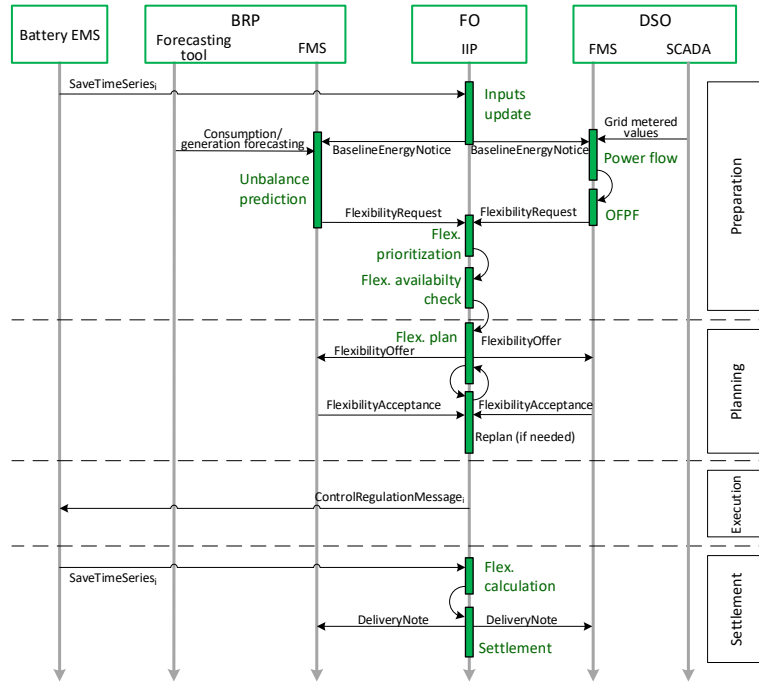 Battery EMS
BRP
Forecasting
tool
FMS
FO
IIP
DSO
FMS
SCADA
SaveTimeSeriesi
Inputs
update
Grid metered
values
Consumption/
generation forecasting
BaselineEnergyNotice
BaselineEnergyNotice
Power flow
Unbalance
prediction
FlexibilityRequest
FlexibilityRequest
OFPF
Flex.
prioritization
Flex. availabilty
check
Preparation
Flex. plan
FlexibilityOffer
FlexibilityOffer
FlexibilityAcceptance
FlexibilityAcceptance
Replan (if needed)
Planning
ControlRegulationMessagei
Execution
SaveTimeSeriesi
Flex.
calculation
DeliveryNote
DeliveryNote
Settlement
Settlement